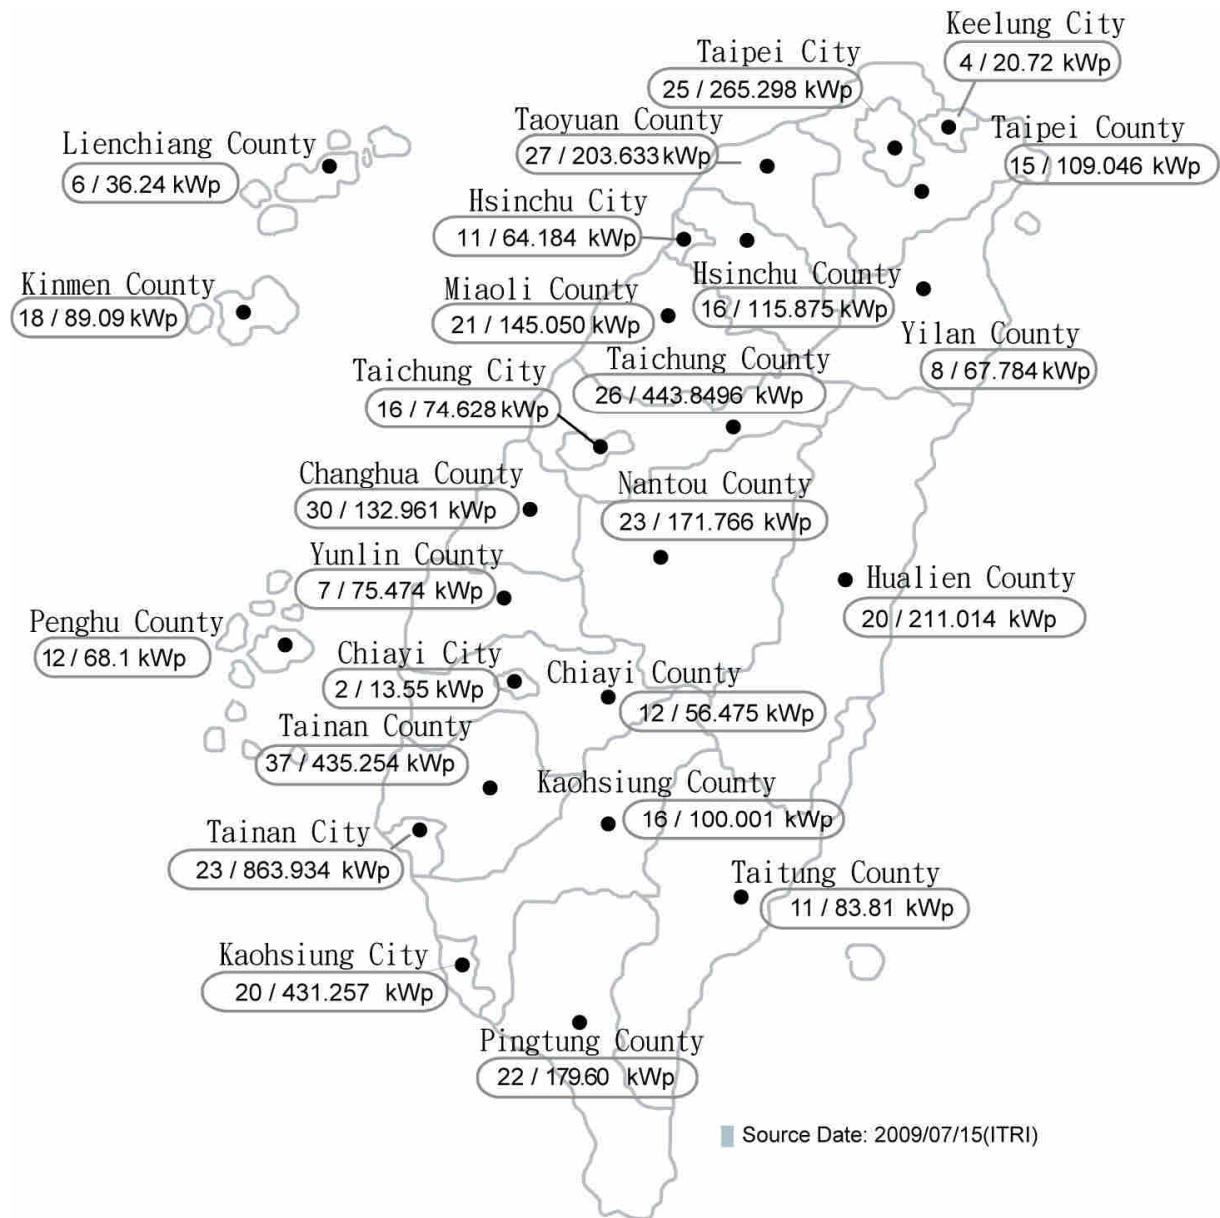 Keelung City
4 / 20.72 kWp
Taipei City
25 / 265.298 kWp
Taoyuan County
27 / 203.633 kWp
Taipei County
15 / 109.046 kWp
Lienchiang County
6 / 36.24 kWp
Hsinchu City
11 / 64.184 kWp
Hsinchu County
16 / 115.875 kWp
Kinmen County
18 / 89.09 kWp
Miaoli County
21 / 145.050 kWp
Yilan County
8 / 67.784 kWp
Taichung County
26 / 443.8496 kWp
Taichung City
16 / 74.628 kWp
Changhua County
30 / 132.961 kWp
Nantou County
23 / 171.766 kWp
Yunlin County
7 / 75.474 kWp
Hualien County
20 / 211.014 kWp
Penghu County
12 / 68.1 kWp
Chiayi City
2 / 13.55 kWp
Chiayi County
12 / 56.475 kWp
Tainan County
37 / 435.254 kWp
Kaohsiung County
16 / 100.001 kWp
Tainan City
23 / 863.934 kWp
Taitung County
11 / 83.81 kWp
Kaohsiung City
20 / 431.257 kWp
Pingtung County
22 / 179.60 kWp
Source Date: 2009/07/15(ITRI)